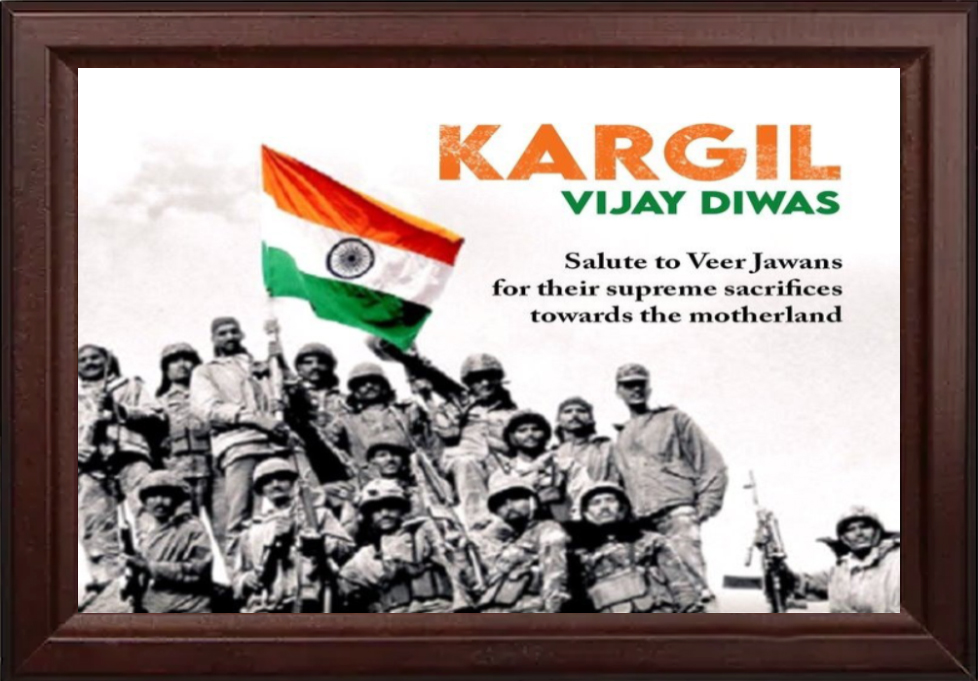 KARGIL
VIJAY DIWAS
Salute to Veer Jawans
for their supreme sacrifices
towards the motherland